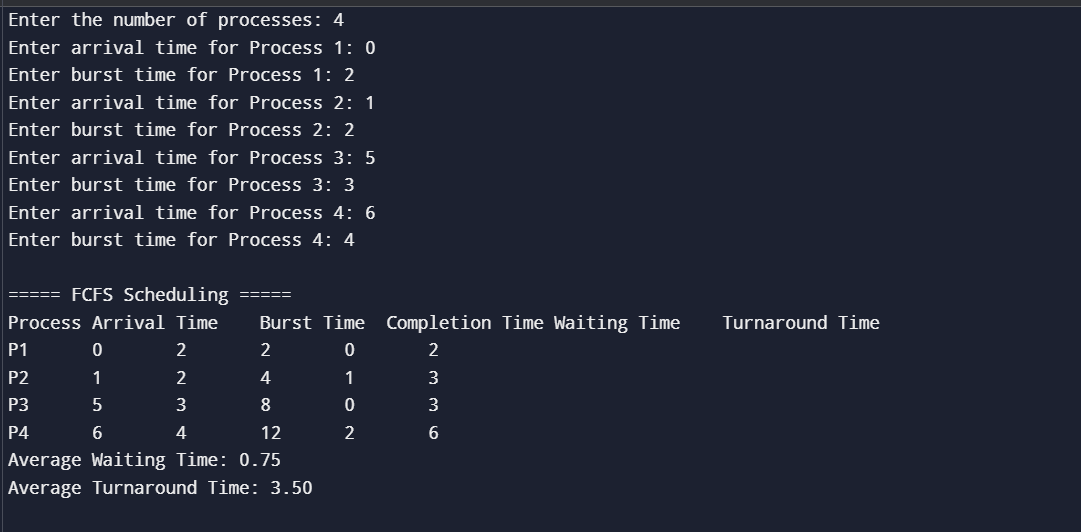 Enter the number of processes: 4
Enter arrival time for Process 1: 0
Enter burst time for Process 1: 2
Enter arrival time for Process 2: 1
Enter burst time for Process 2: 2
Enter arrival time for Process 3: 5
Enter burst time for Process 3: 3
Enter arrival time for Process 4: 6
Enter burst time for Process 4: 4

===== FCFS Scheduling =====
Process Arrival Time    Burst Time  Completion Time Waiting Time    Turnaround Time
P1      0       2       2       0       2
P2      1       2       4       1       3
P3      5       3       8       0       3
P4      6       4       12      2       6
Average Waiting Time: 0.75
Average Turnaround Time: 3.50